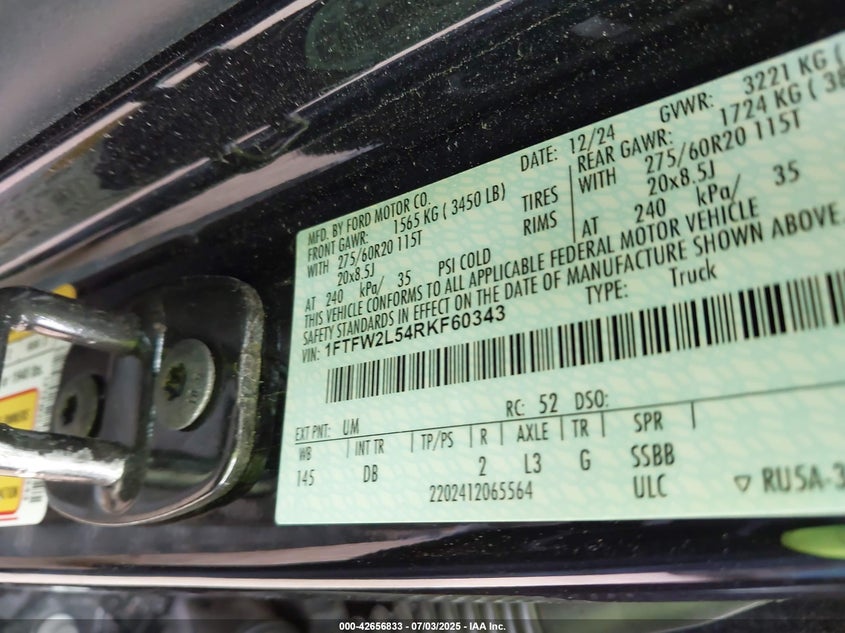 MFD. BY FORD MOTOR CO.
DATE: 12/24 GVWR: 3221 KG (
FRONT GAWR: 1565 KG ( 3450 LB)
REAR GAWR: 1724 KG ( 38
WITH 275/60R20 115T TIRES WITH 275/60R20 115T
20x8.5J RIMS 20x8.5J
AT 240 kPa/ 35 PSI COLD AT 240 kPa/ 35
THIS VEHICLE CONFORMS TO ALL APPLICABLE FEDERAL MOTOR VEHICLE
SAFETY STANDARDS IN EFFECT ON THE DATE OF MANUFACTURE SHOWN ABOVE
VIN: 1FTFW2L54RKF60343 TYPE: Truck
EXT PNT: UM RC: 52 DSO:
WB INT TR TP/PS R AXLE TR SPR
145 DB 2 L3 G SSBB
2202412065564 ULC RU5A-3
000-42656833 - 07/03/2025 - IAA Inc.